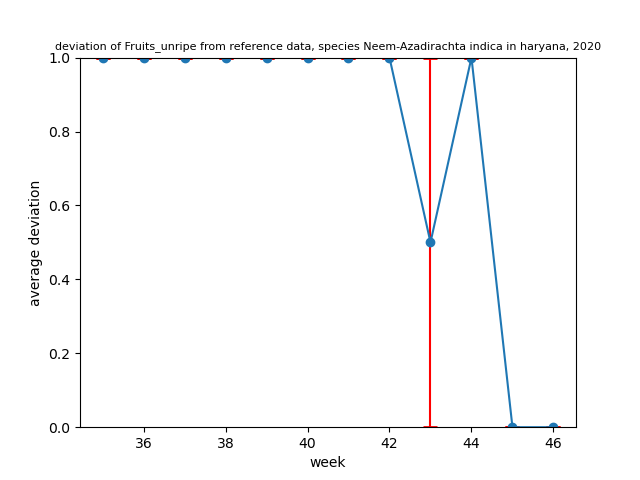 deviation of Fruits_unripe from reference data, species Neem-Azadirachta indica in haryana, 2020
1.0
0.8
0.6
0.4
0.2
0.0
average deviation
36 38 40 42 44 46
week